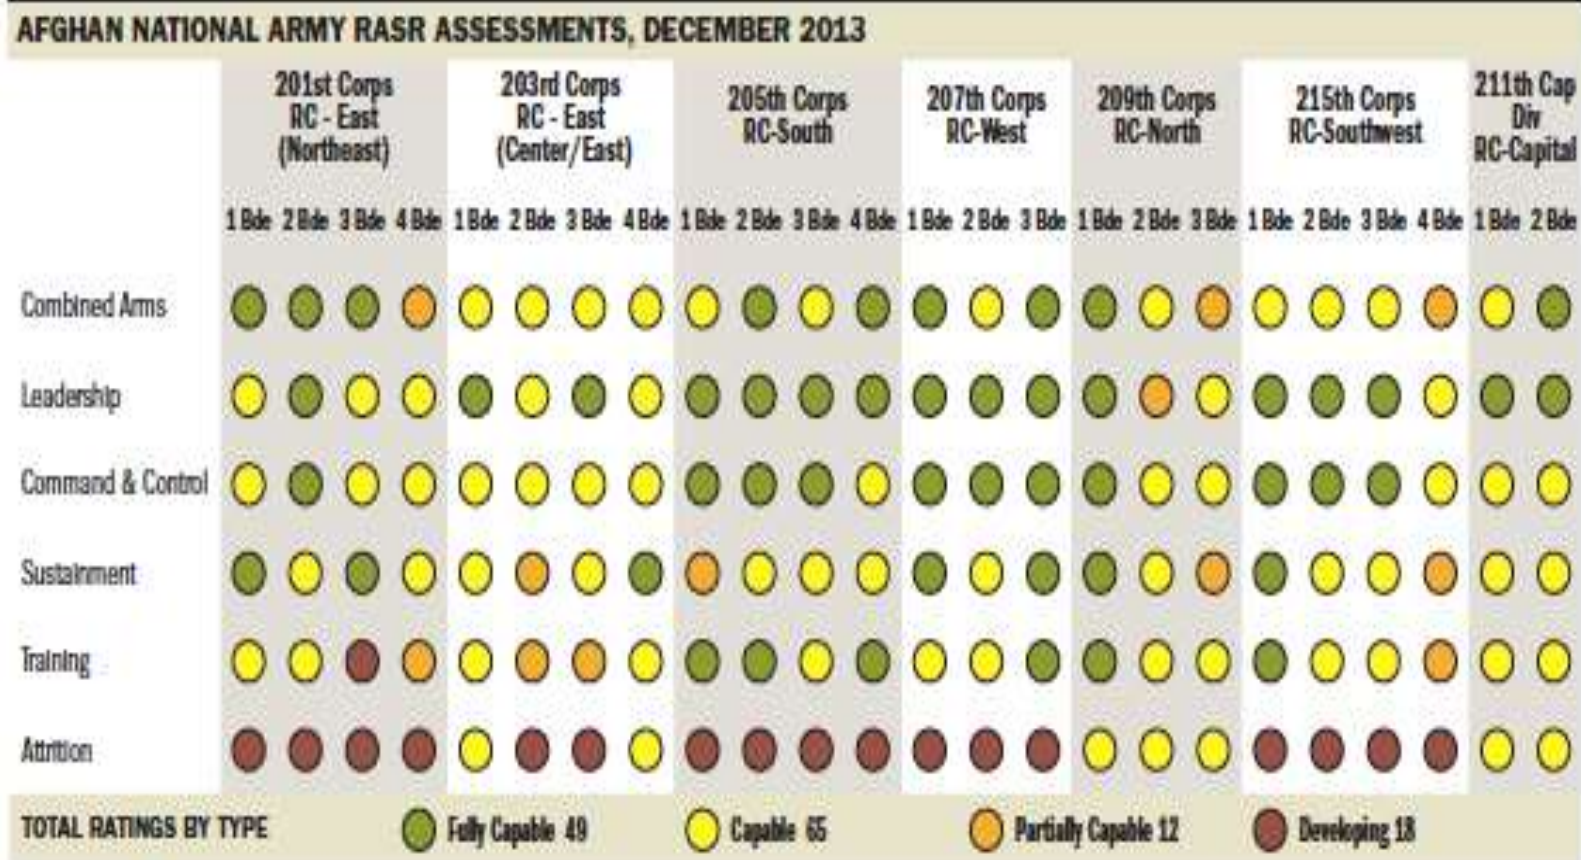 AFGHAN NATIONAL ARMY RASR ASSESSMENTS, DECEMBER 2013
201st Corps
RC - East
(Northeast)
203rd Corps
RC - East
(Center/East)
205th Corps
RC-South
207th Corps
RC-West
209th Corps
RC-North
215th Corps
RC-Southwest
211th Cap
Div
RC-Capital
1 Bde 2 Bde 3 Bde 4 Bde 1 Bde 2 Bde 3 Bde 4 Bde 1 Bde 2 Bde 3 Bde 4 Bde 1 Bde 2 Bde 3 Bde 1 Bde 2 Bde 3 Bde 1 Bde 2 Bde 3 Bde 4 Bde 1 Bde 2 Bde
Combined Arms
Leadership
Command & Control
Sustainment
Training
Attrition
TOTAL RATINGS BY TYPE Fully Capable 49 Capable 65 Partially Capable 12 Developing 18